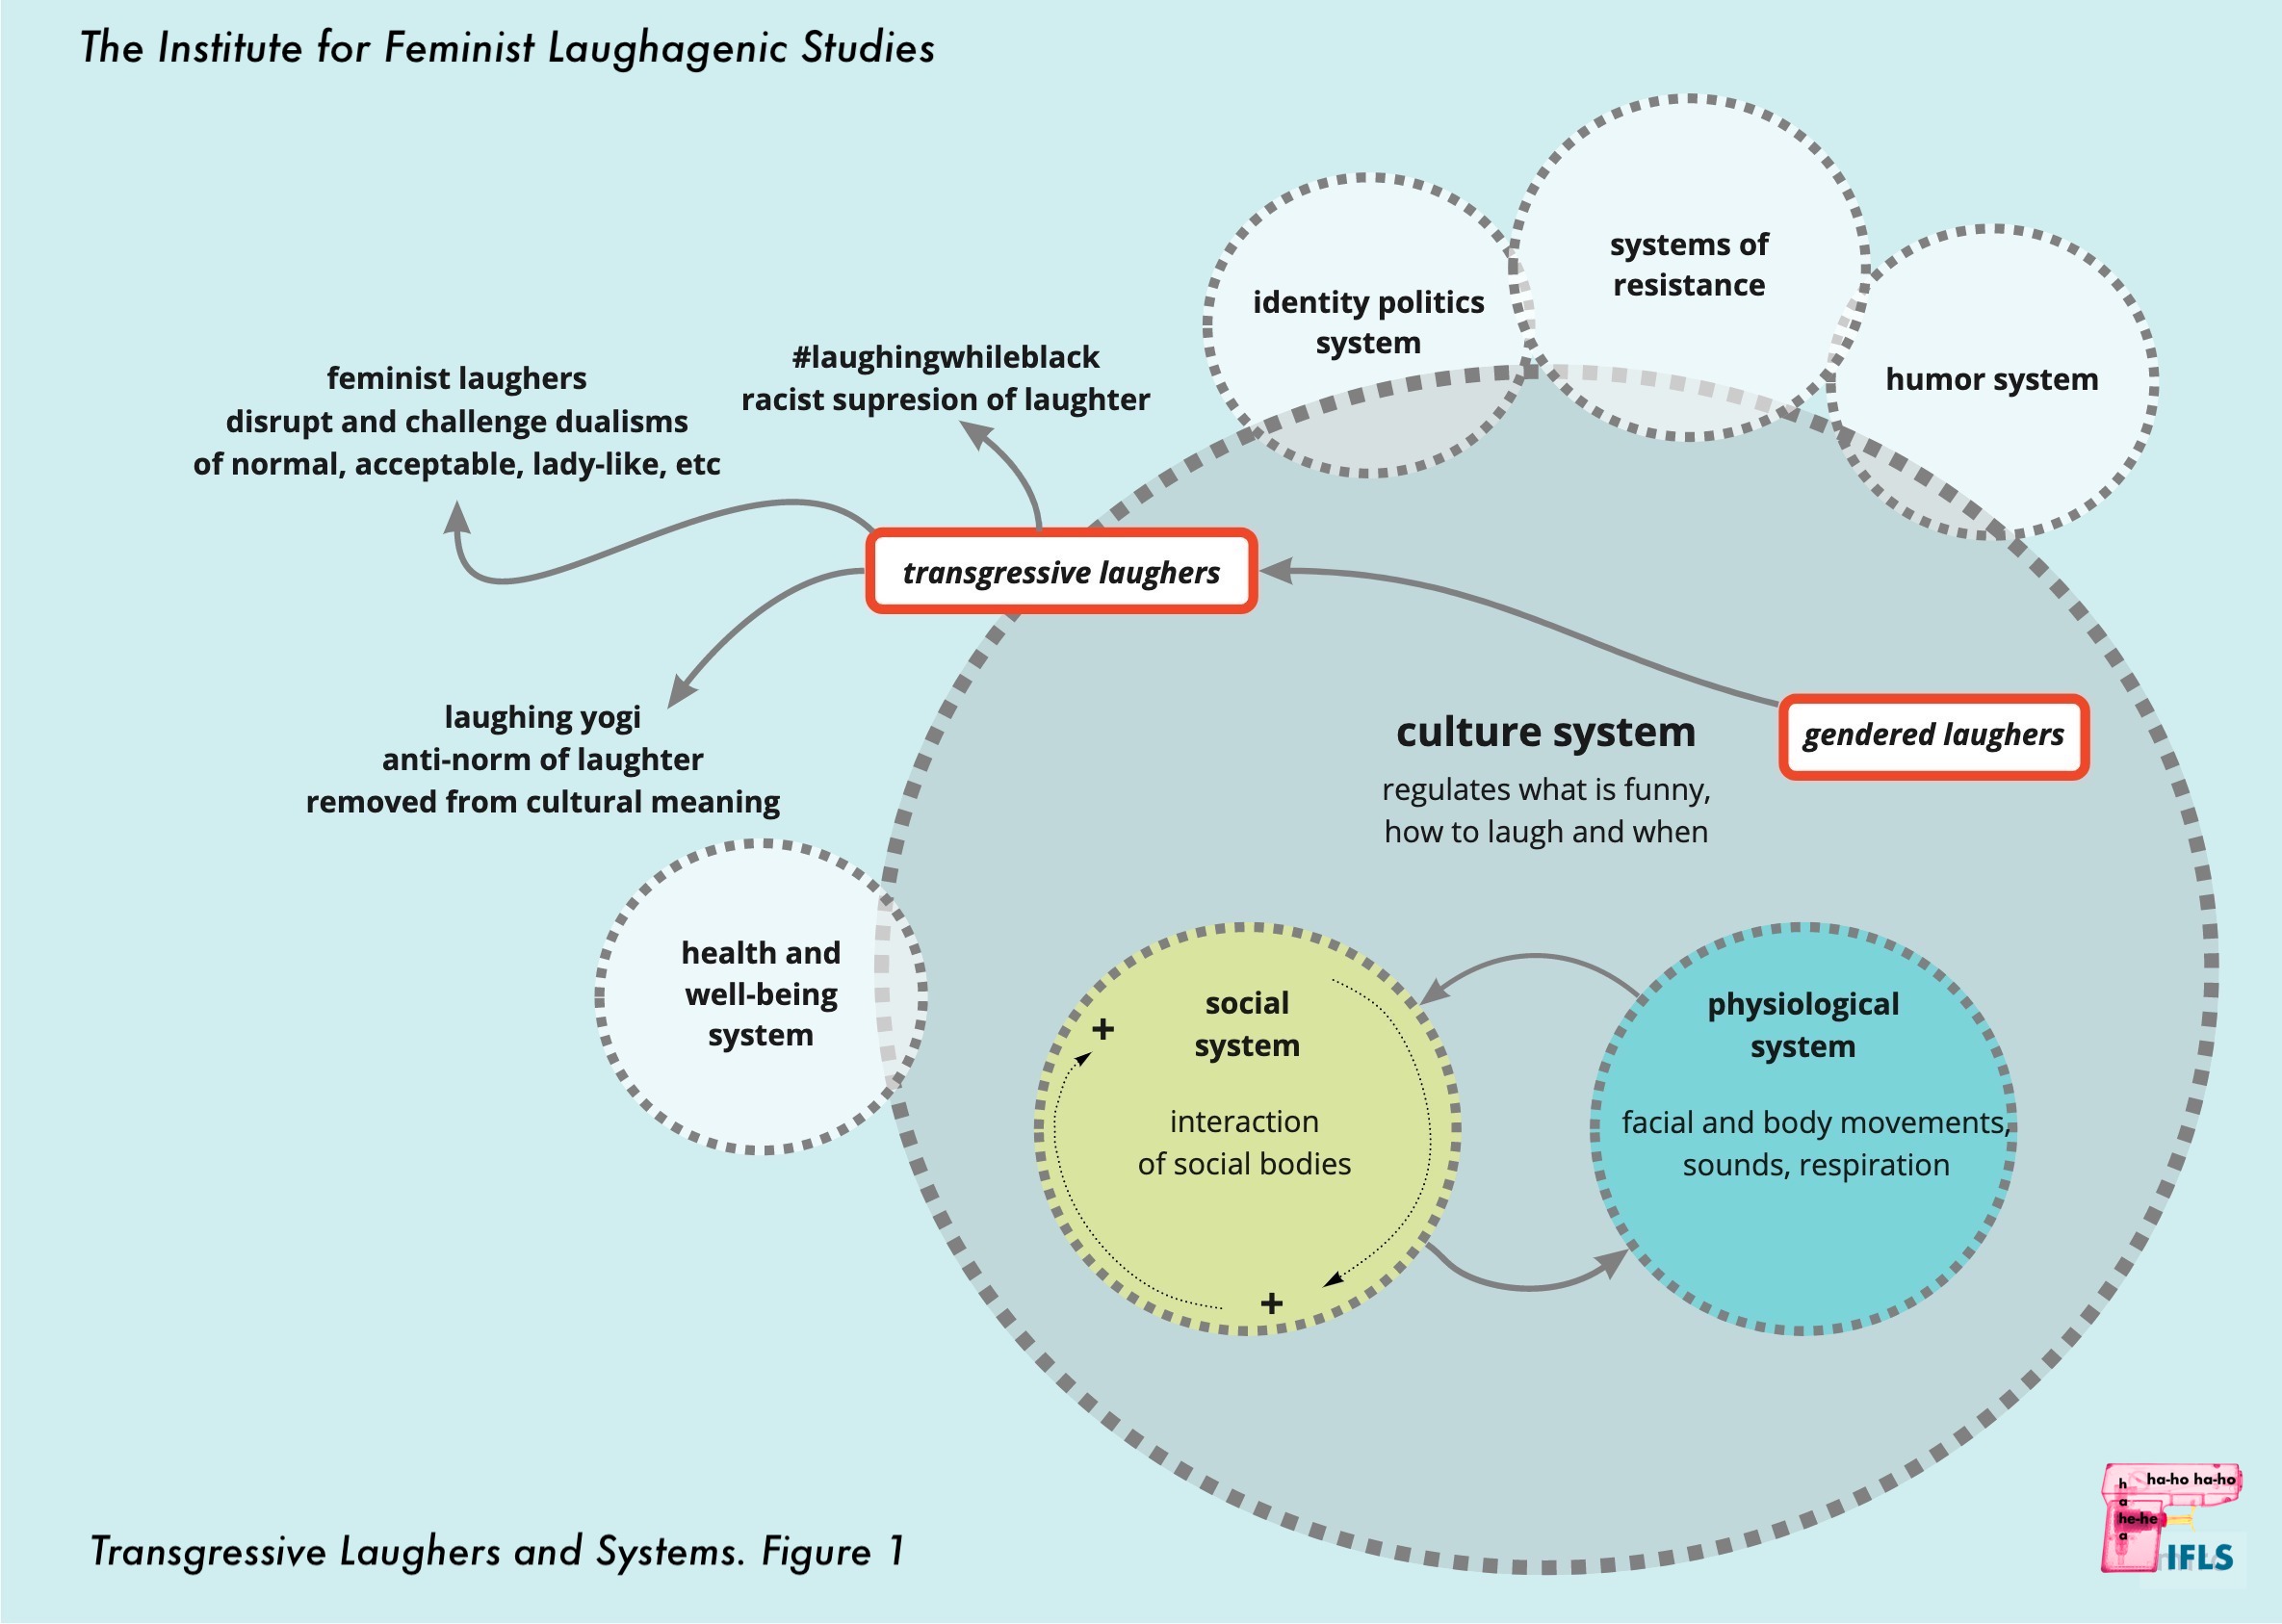 The Institute for Feminist Laughagenic Studies
systems of
resistance
identity politics
system
humor system
#laughingwhileblack
racist supresion of laughter
feminist laughers
disrupt and challenge dualisms
of normal, acceptable, lady-like, etc
transgressive laughers
gendered laughers
laughing yogi
anti-norm of laughter
removed from cultural meaning
culture system
regulates what is funny,
how to laugh and when
health and
well-being
system
social
system
interaction
of social bodies
+
+
physiological
system
facial and body movements,
sounds, respiration
Transgressive Laughers and Systems. Figure 1
ha-ho ha-ho
h
a
he-he
a
IFLS